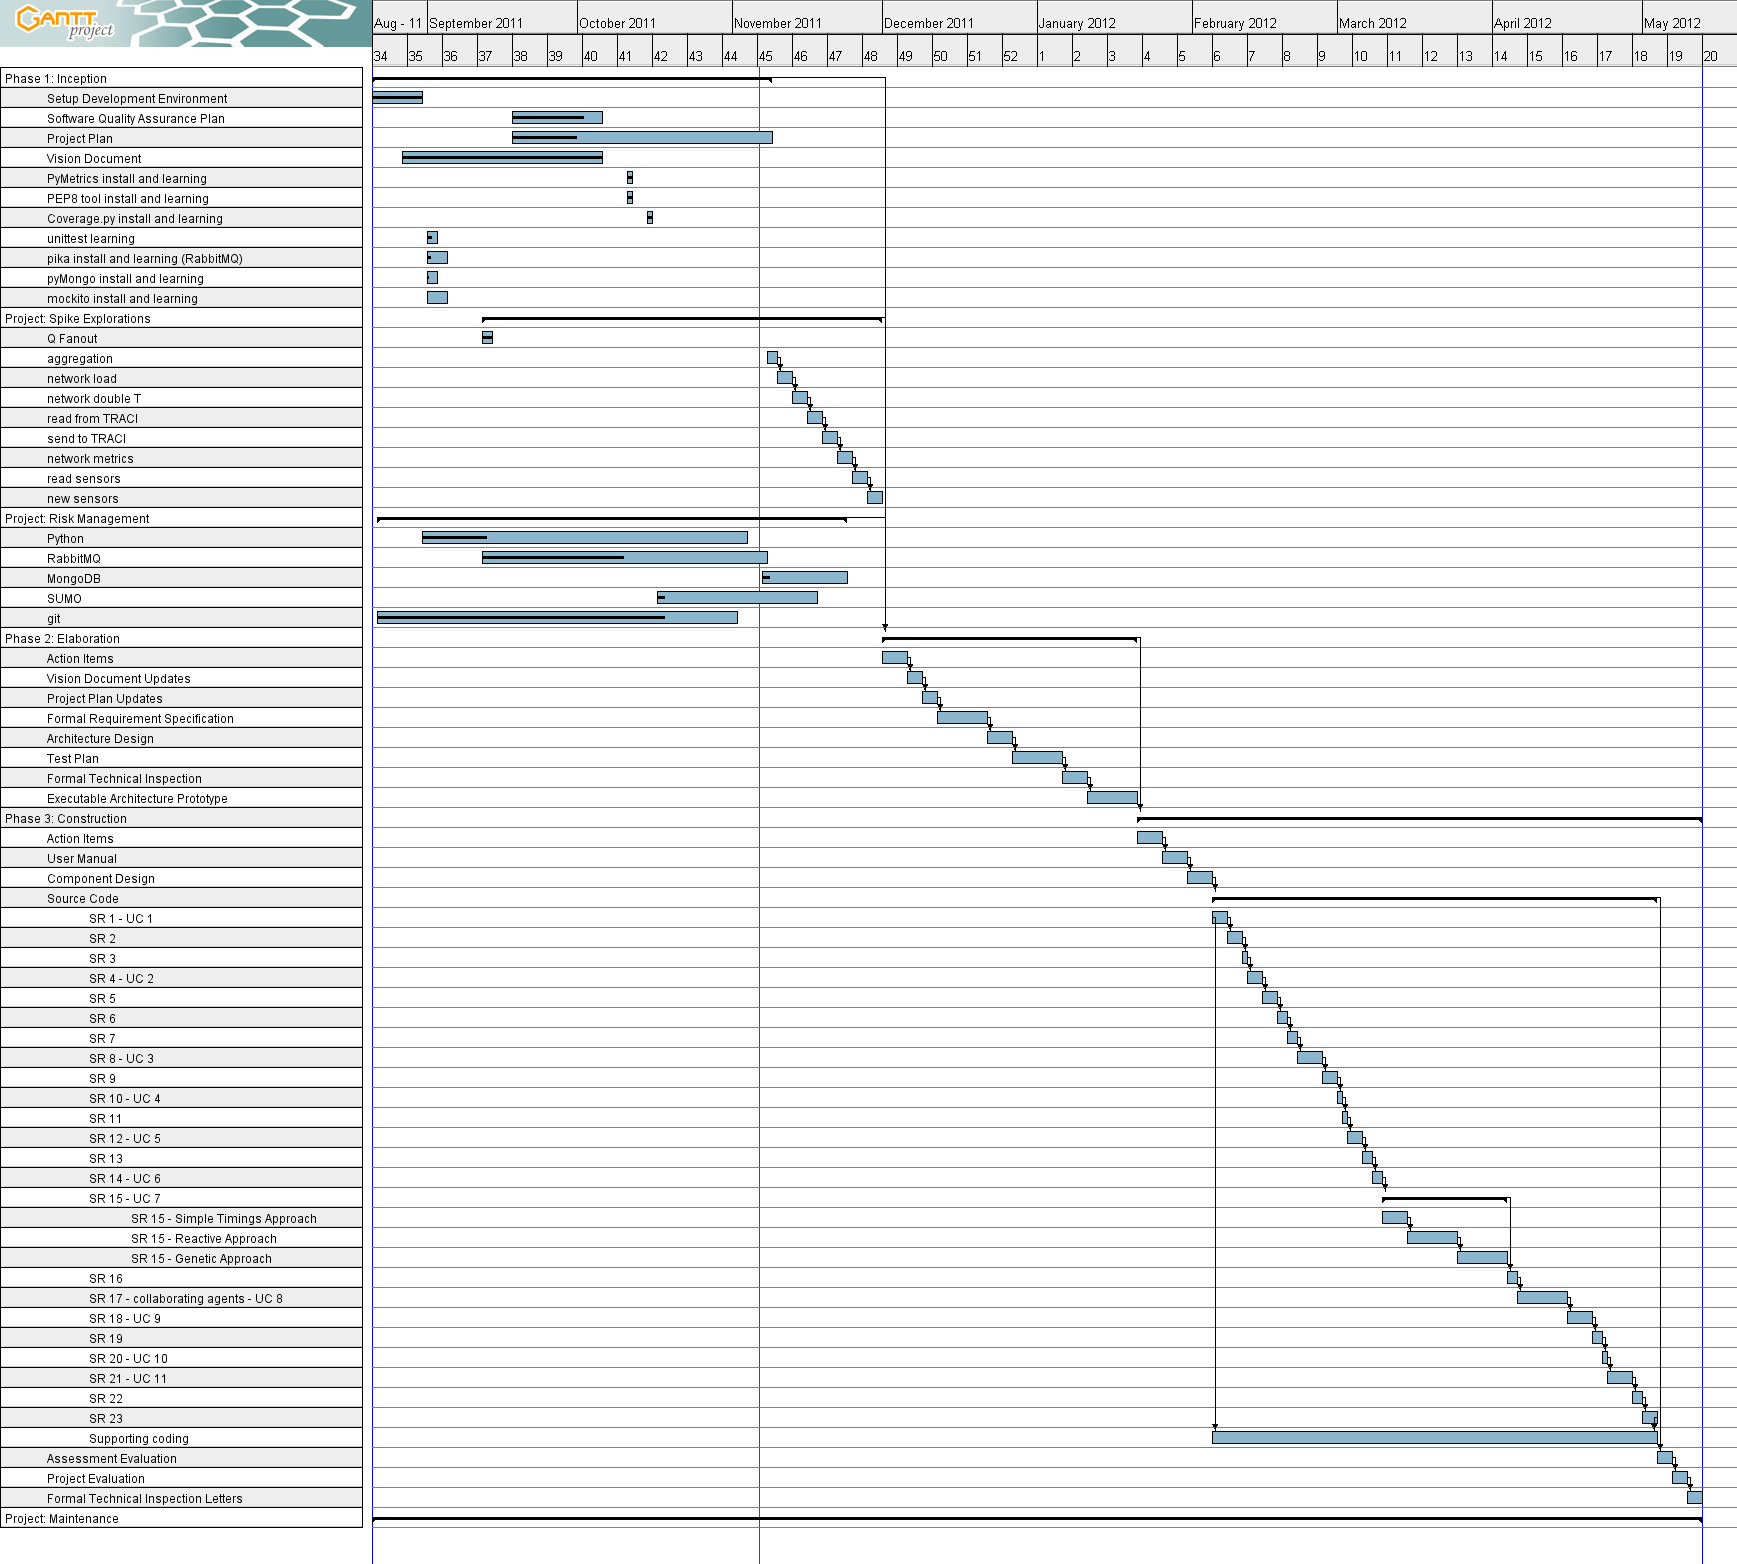 GANTT
project
Aug - 11 September 2011 October 2011 November 2011 December 2011 January 2012 February 2012 March 2012 April 2012 May 2012
34 35 36 37 38 39 40 41 42 43 44 45 46 47 48 49 50 51 52 1 2 3 4 5 6 7 8 9 10 11 12 13 14 15 16 17 18 19 20
Phase 1: Inception
Setup Development Environment
Software Quality Assurance Plan
Project Plan
Vision Document
PyMetrics install and learning
PEP8 tool install and learning
Coverage.py install and learning
unittest learning
pika install and learning (RabbitMQ)
pyMongo install and learning
mockito install and learning
Project: Spike Explorations
Q Fanout
aggregation
network load
network double T
read from TRACI
send to TRACI
network metrics
read sensors
new sensors
Project: Risk Management
Python
RabbitMQ
MongoDB
SUMO
git
Phase 2: Elaboration
Action Items
Vision Document Updates
Project Plan Updates
Formal Requirement Specification
Architecture Design
Test Plan
Formal Technical Inspection
Executable Architecture Prototype
Phase 3: Construction
Action Items
User Manual
Component Design
Source Code
SR 1 - UC 1
SR 2
SR 3
SR 4 - UC 2
SR 5
SR 6
SR 7
SR 8 - UC 3
SR 9
SR 10 - UC 4
SR 11
SR 12 - UC 5
SR 13
SR 14 - UC 6
SR 15 - UC 7
SR 15 - Simple Timings Approach
SR 15 - Reactive Approach
SR 15 - Genetic Approach
SR 16
SR 17 - collaborating agents - UC 8
SR 18 - UC 9
SR 19
SR 20 - UC 10
SR 21 - UC 11
SR 22
SR 23
Supporting coding
Assessment Evaluation
Project Evaluation
Formal Technical Inspection Letters
Project: Maintenance